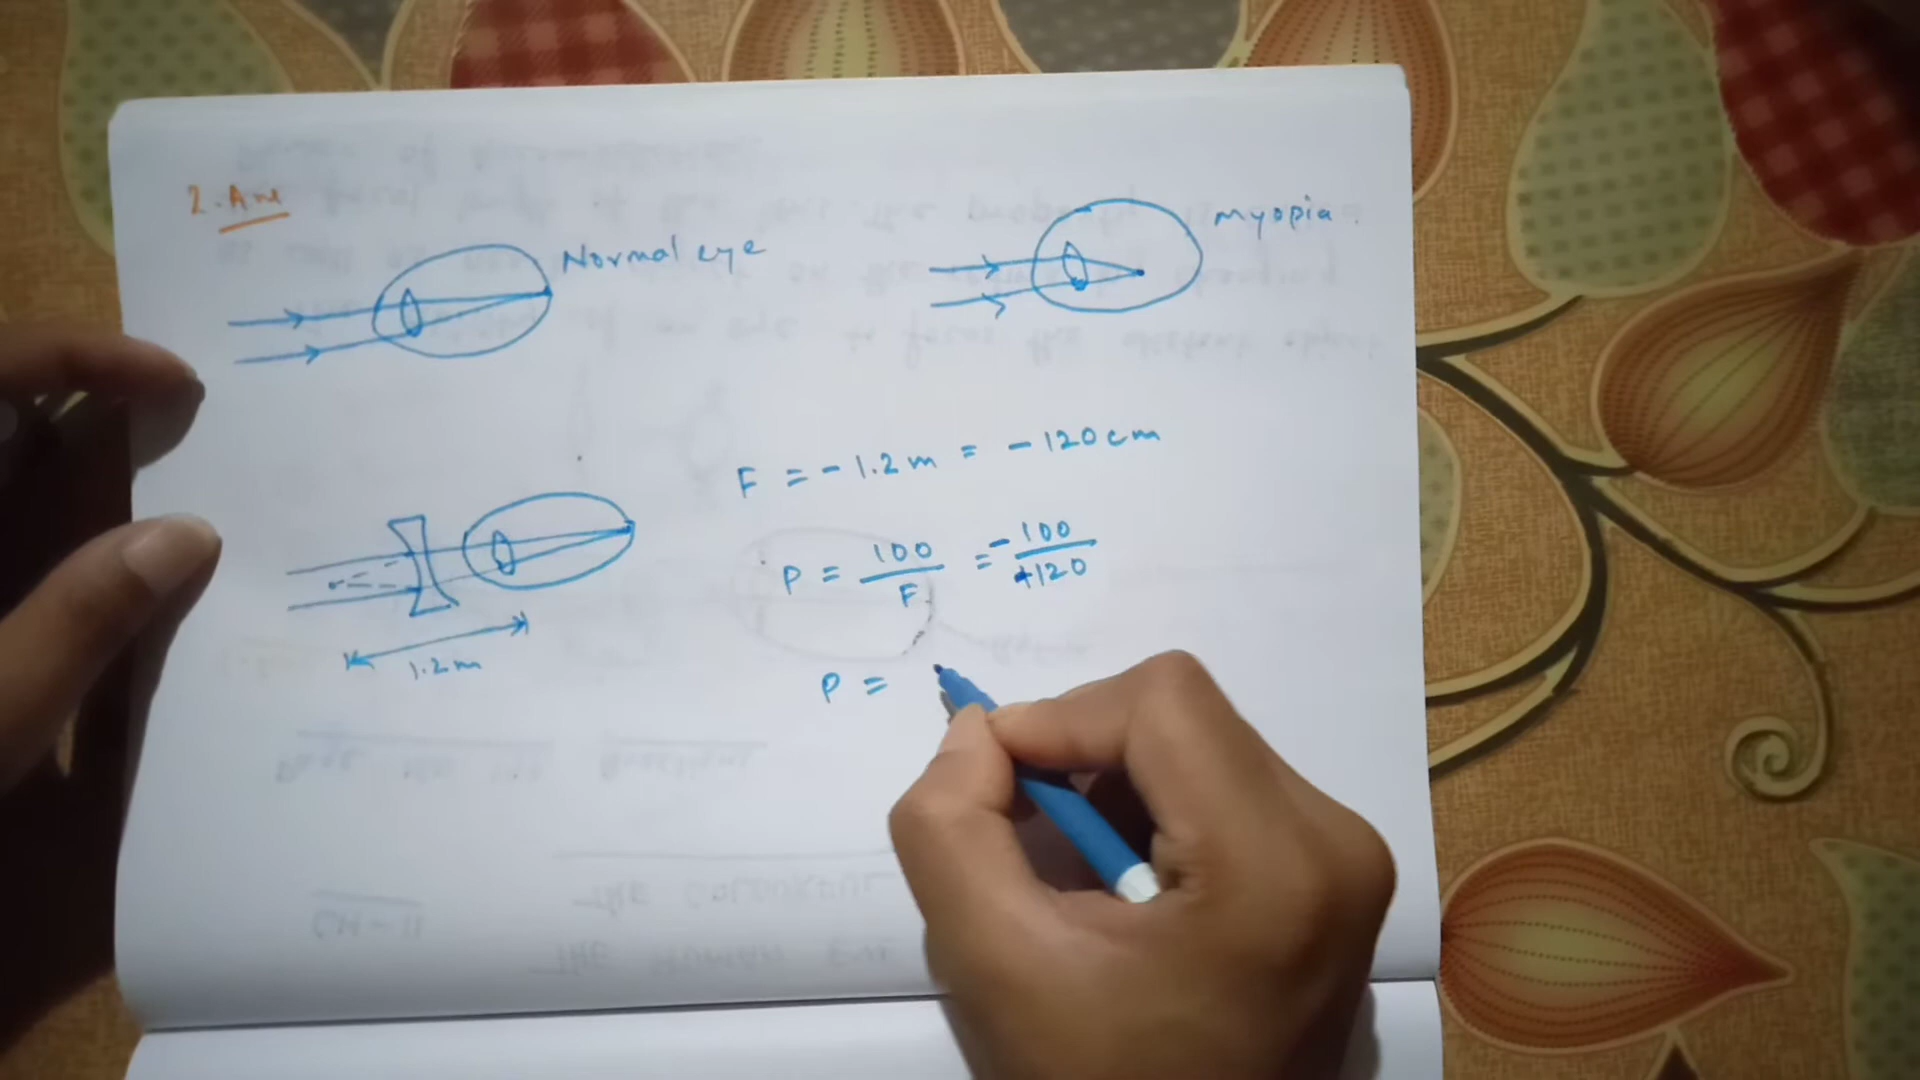 2. Ans
Normal eye
myopia
F = - 1.2 m = - 120 cm
P = 100/F = -100/+120
1.2 m
P =